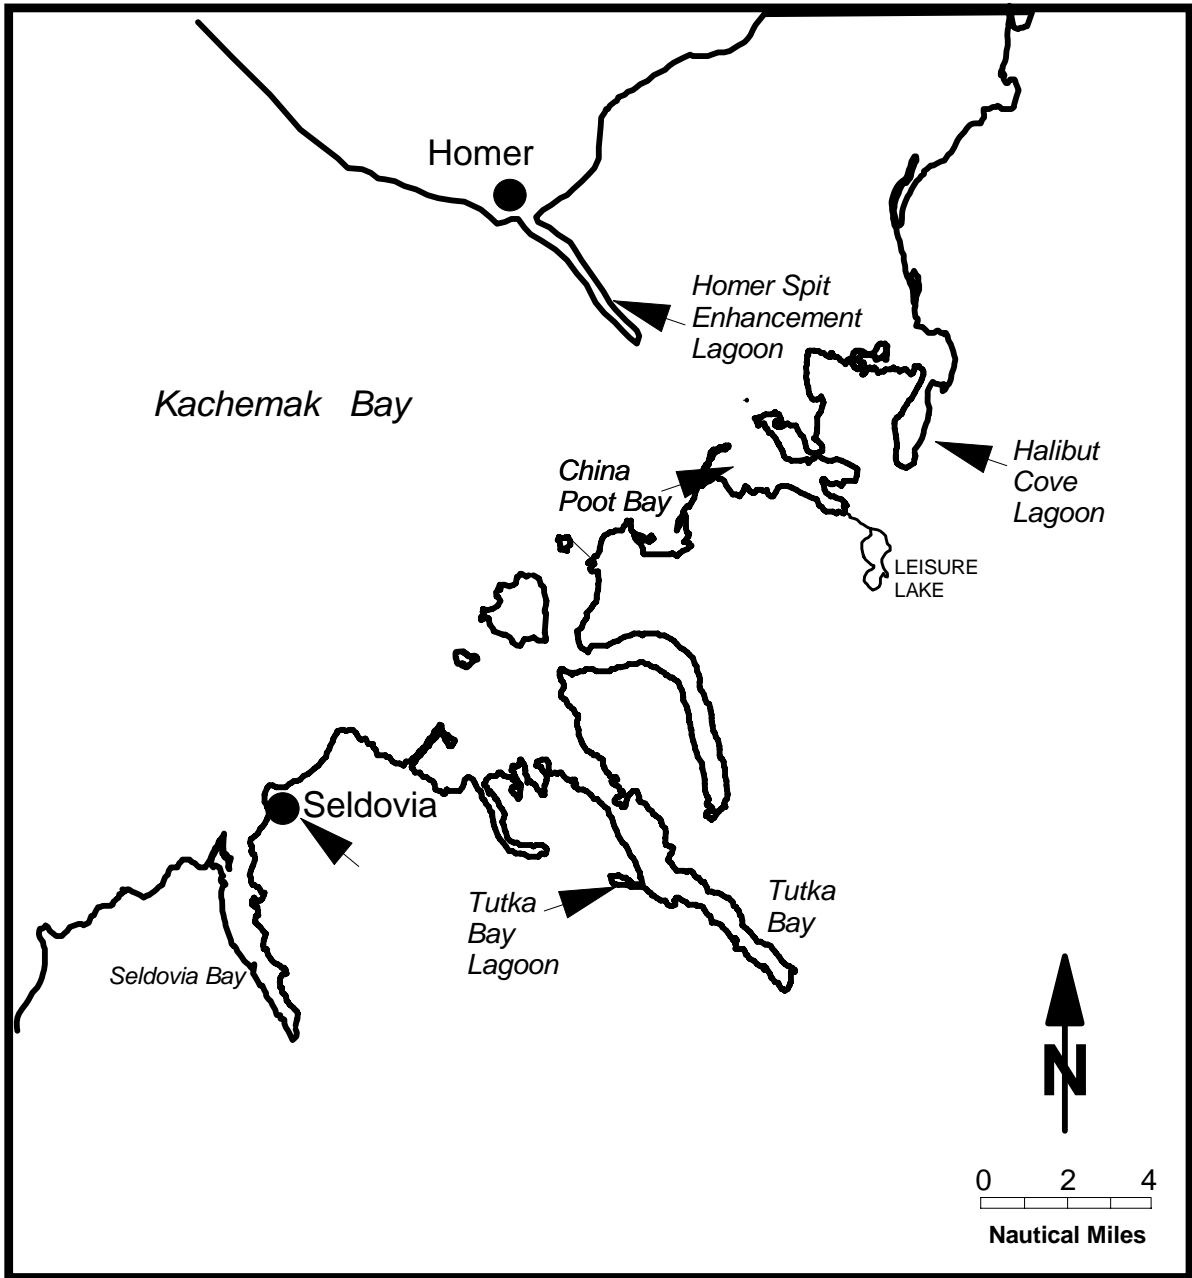 Homer
Homer Spit
Enhancement
Lagoon
Kachemak Bay
China
Poot Bay
Halibut
Cove
Lagoon
LEISURE
LAKE
Seldovia
Tutka
Bay
Lagoon
Tutka
Bay
Seldovia Bay
N
0 2 4
Nautical Miles